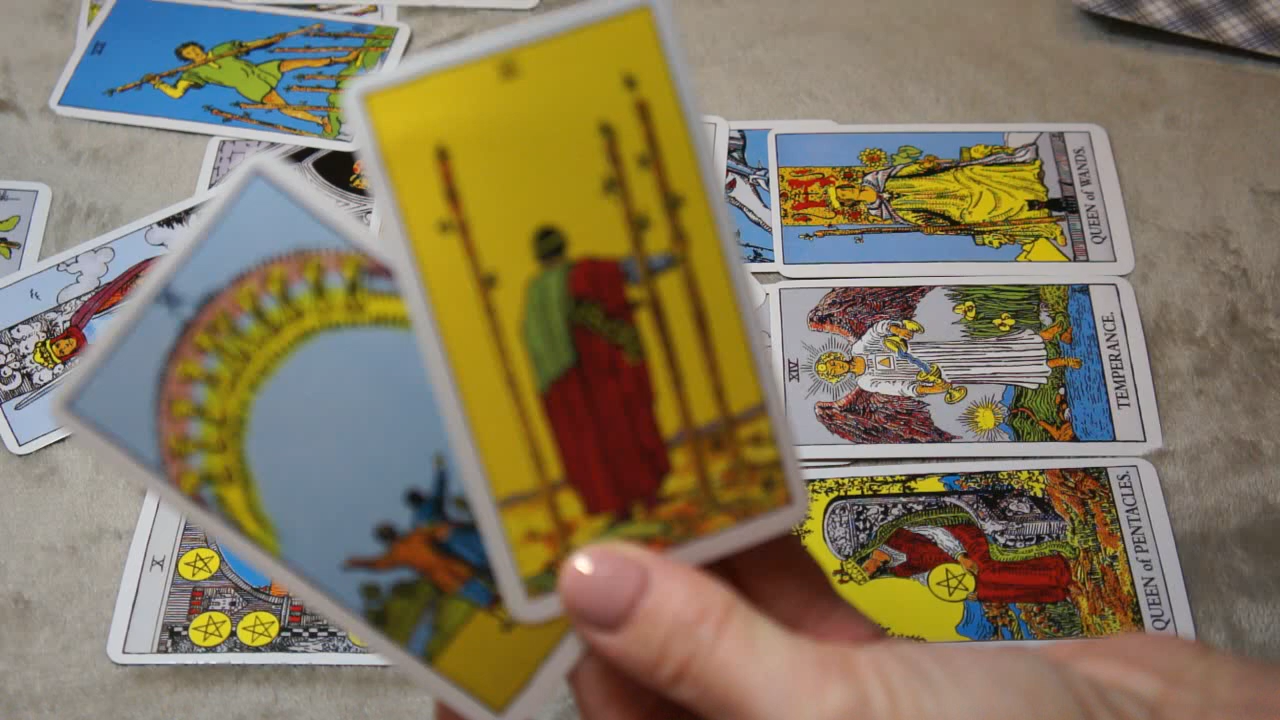 QUEEN of WANDS.
XIV
TEMPERANCE.
X
QUEEN of PENTACLES.